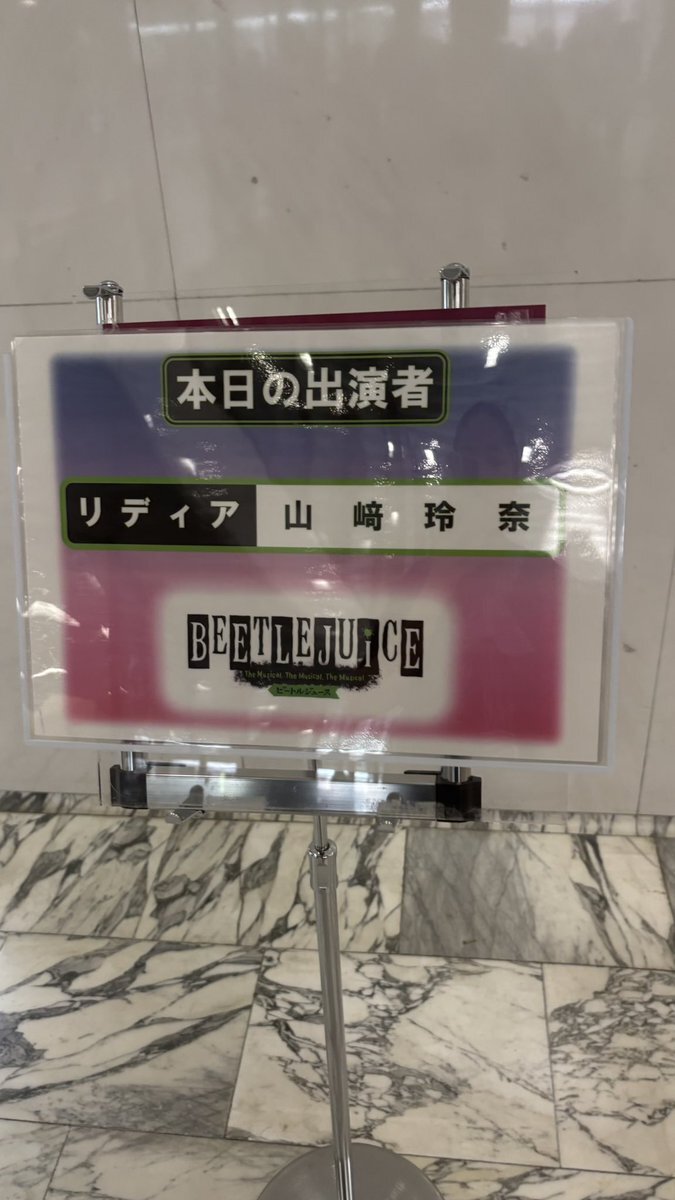 本日の出演者
リディア 山﨑玲奈
BEETLEJUiCE
The Musical. The Musical. The Musical.
ビートルジュース